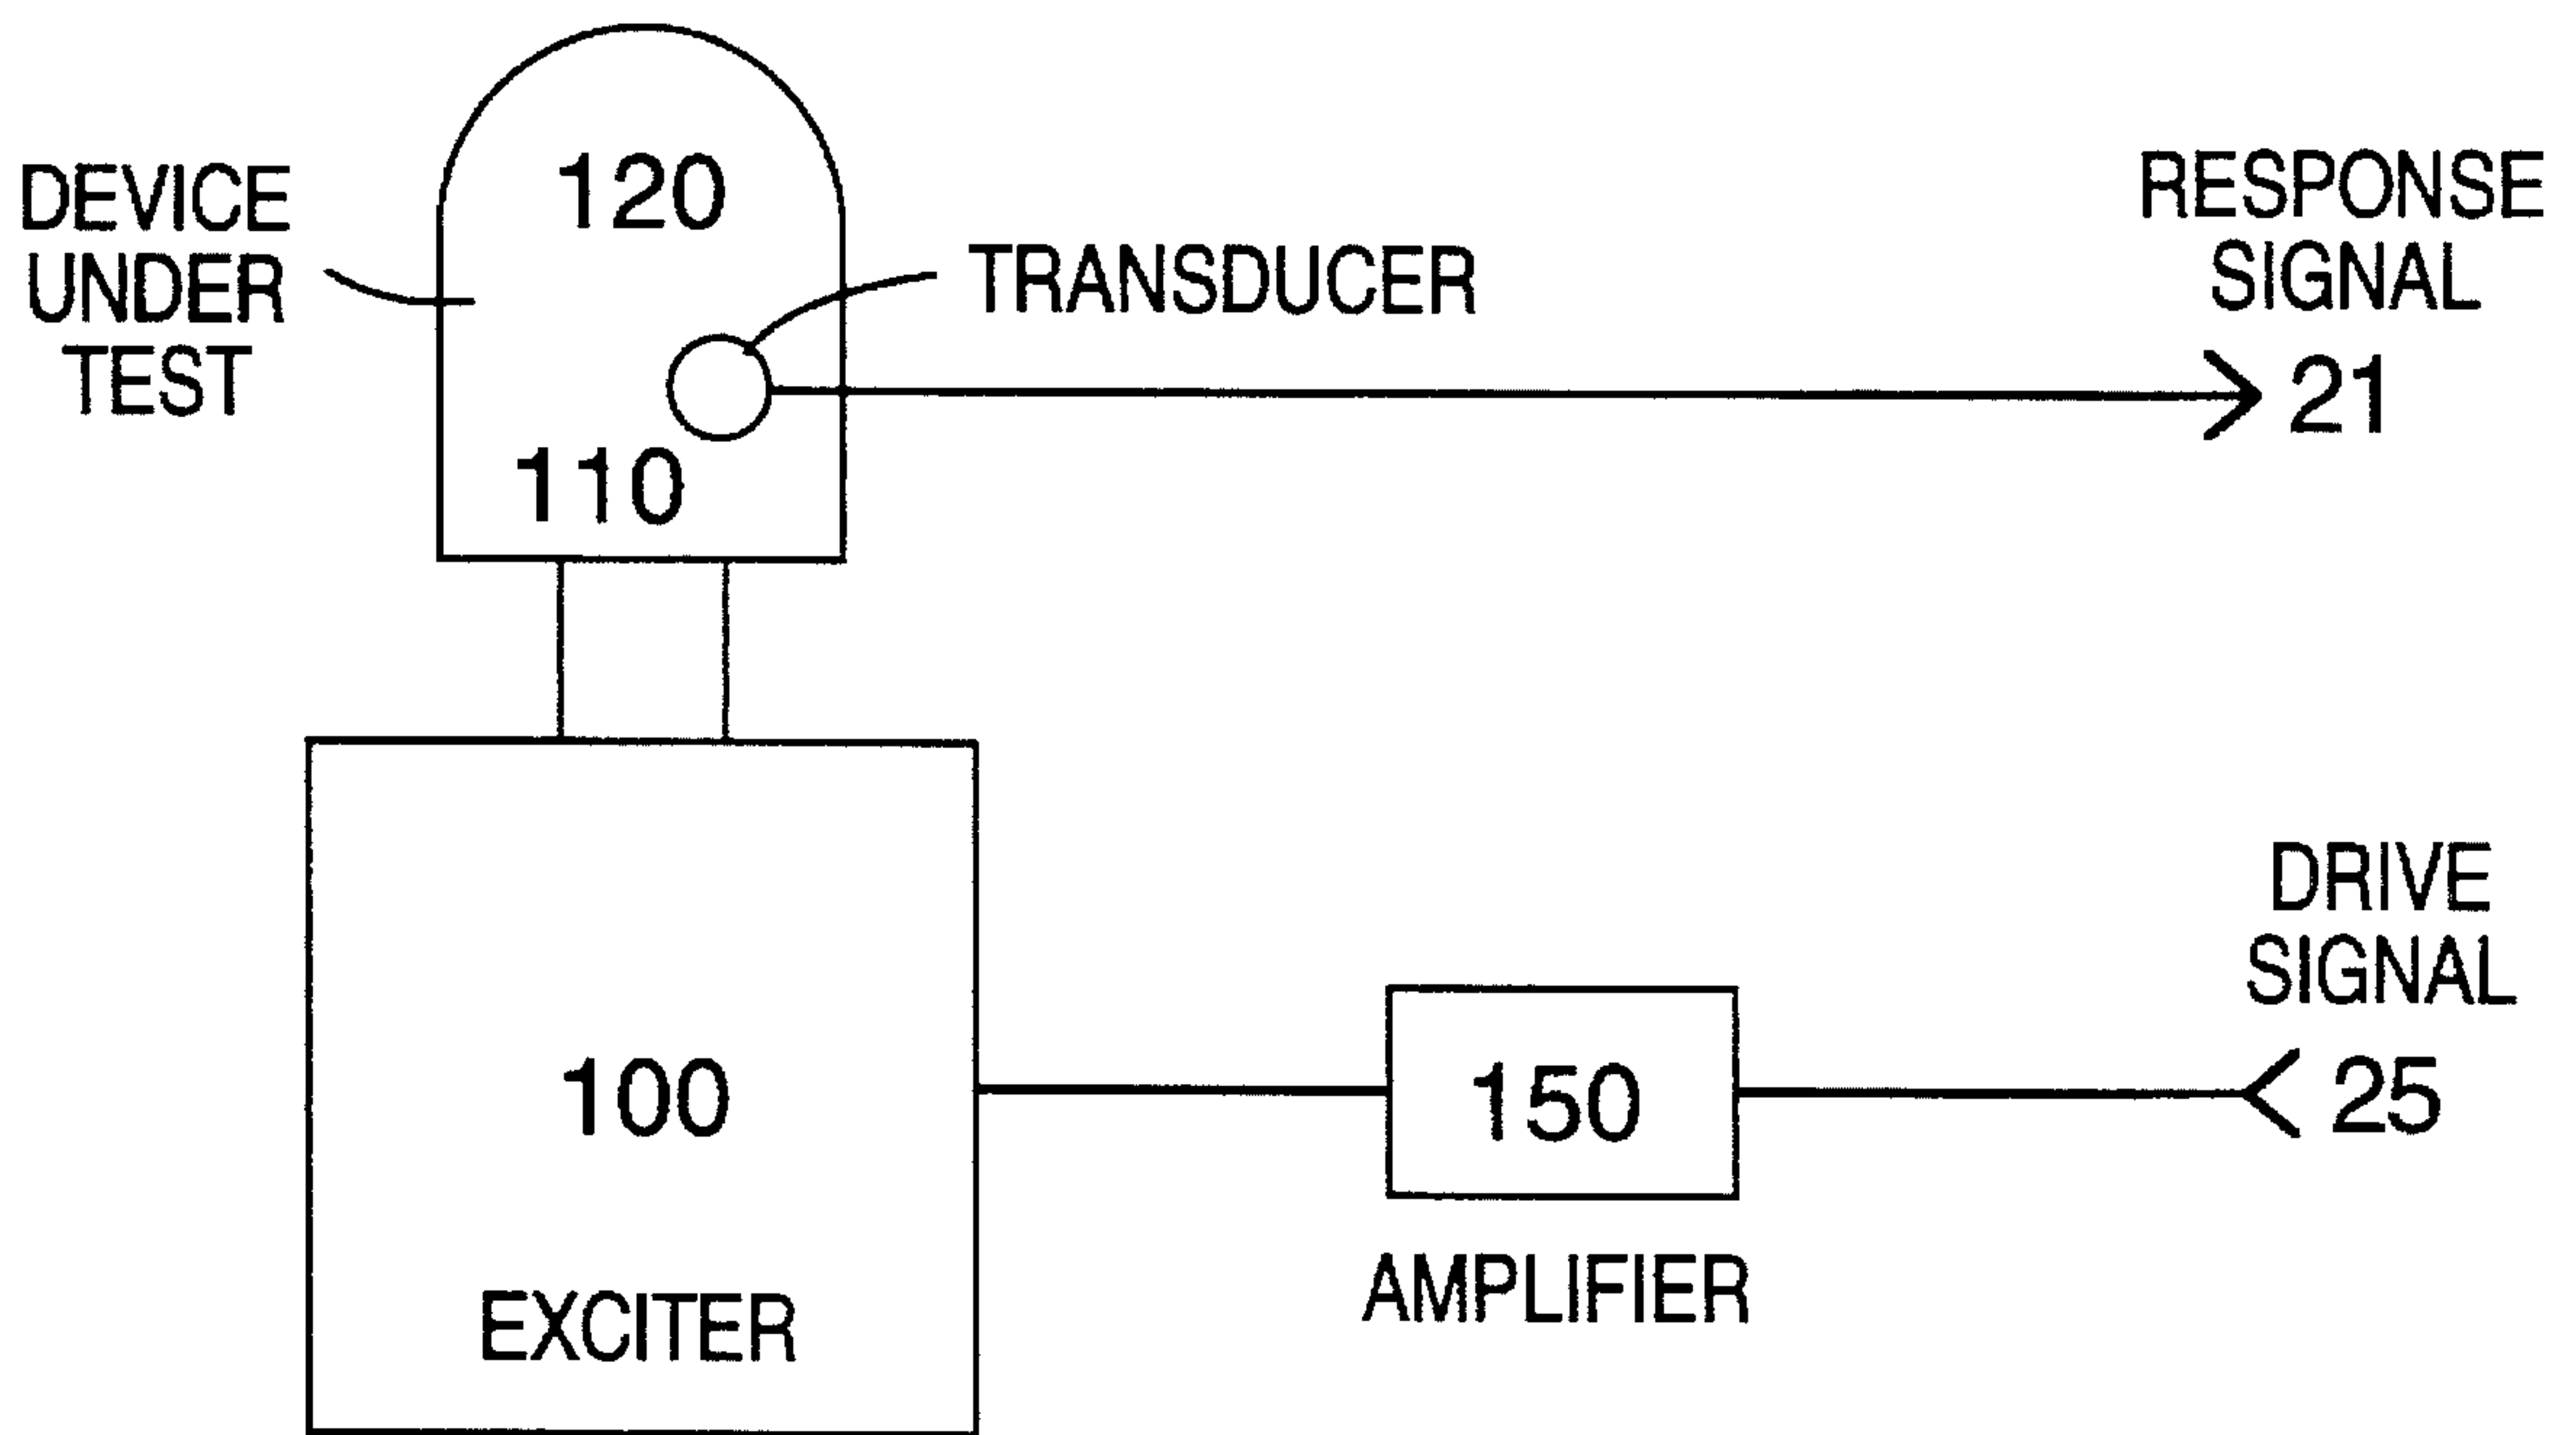 DEVICE
UNDER
TEST
120
TRANSDUCER
110
RESPONSE
SIGNAL
21
100
EXCITER
150
AMPLIFIER
DRIVE
SIGNAL
25